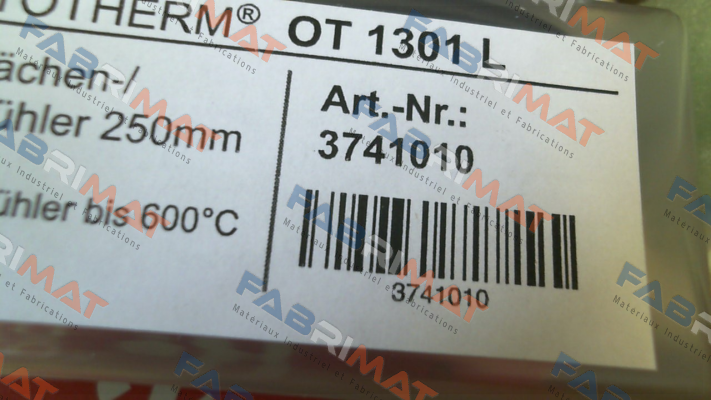 OTHERM® OT 1301 L
ächen-/
ühler 250mm
ühler bis 600°C
Art.-Nr.:
3741010
3741010
FABRIMAT
Matériaux Industriel et Fabrications